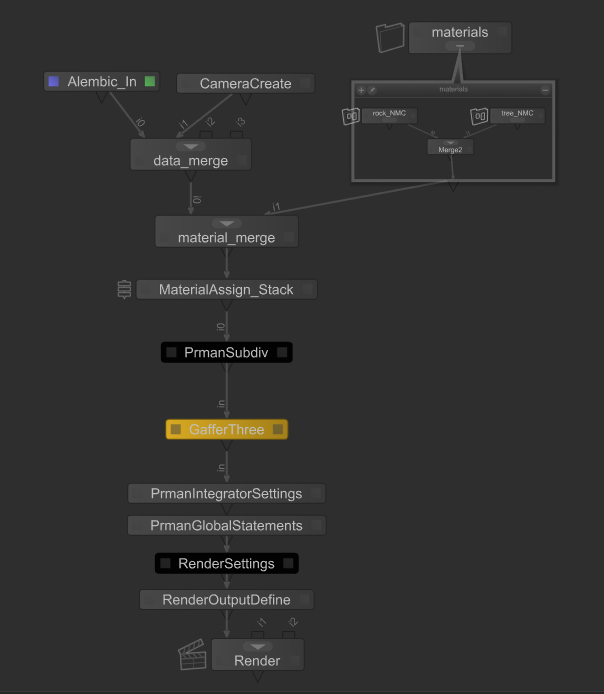 materials
Alembic_In
CameraCreate
materials
rock_NMC
tree_NMC
i0
i1
i2
i3
data_merge
Merge2
i0
i1
material_merge
MaterialAssign_Stack
i0
PrmanSubdiv
in
GafferThree
in
PrmanIntegratorSettings
PrmanGlobalStatements
RenderSettings
RenderOutputDefine
i1
i2
Render